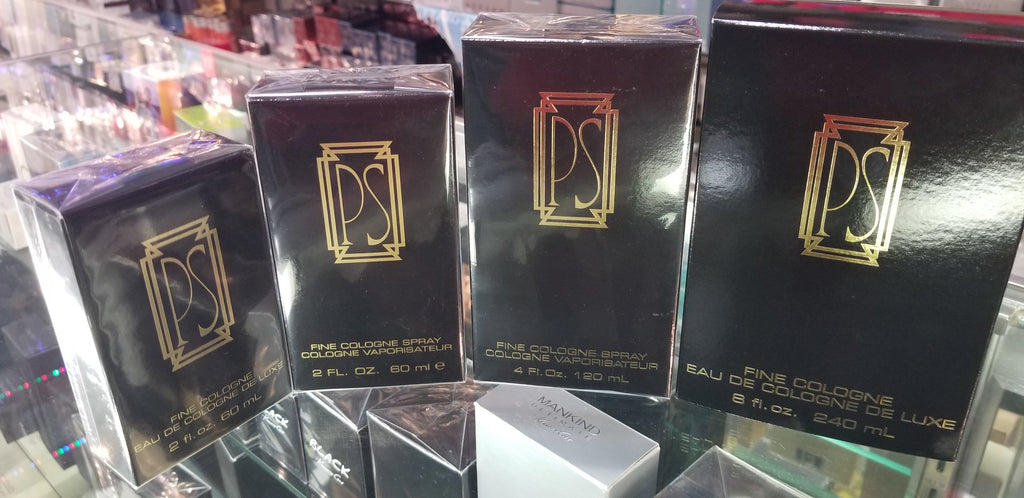 PS
FINE COLOGNE
EAU DE COLOGNE DE LUXE
2 fl.oz. 60 mL
PS
FINE COLOGNE SPRAY
COLOGNE VAPORISATEUR
2 FL. OZ. 60 ml e
PS
FINE COLOGNE SPRAY
COLOGNE VAPORISATEUR
4 Fl.oz. 120 mL
PS
FINE COLOGNE
EAU DE COLOGNE DE LUXE
8 fl.oz. 240 mL
BLACK
MANKIND